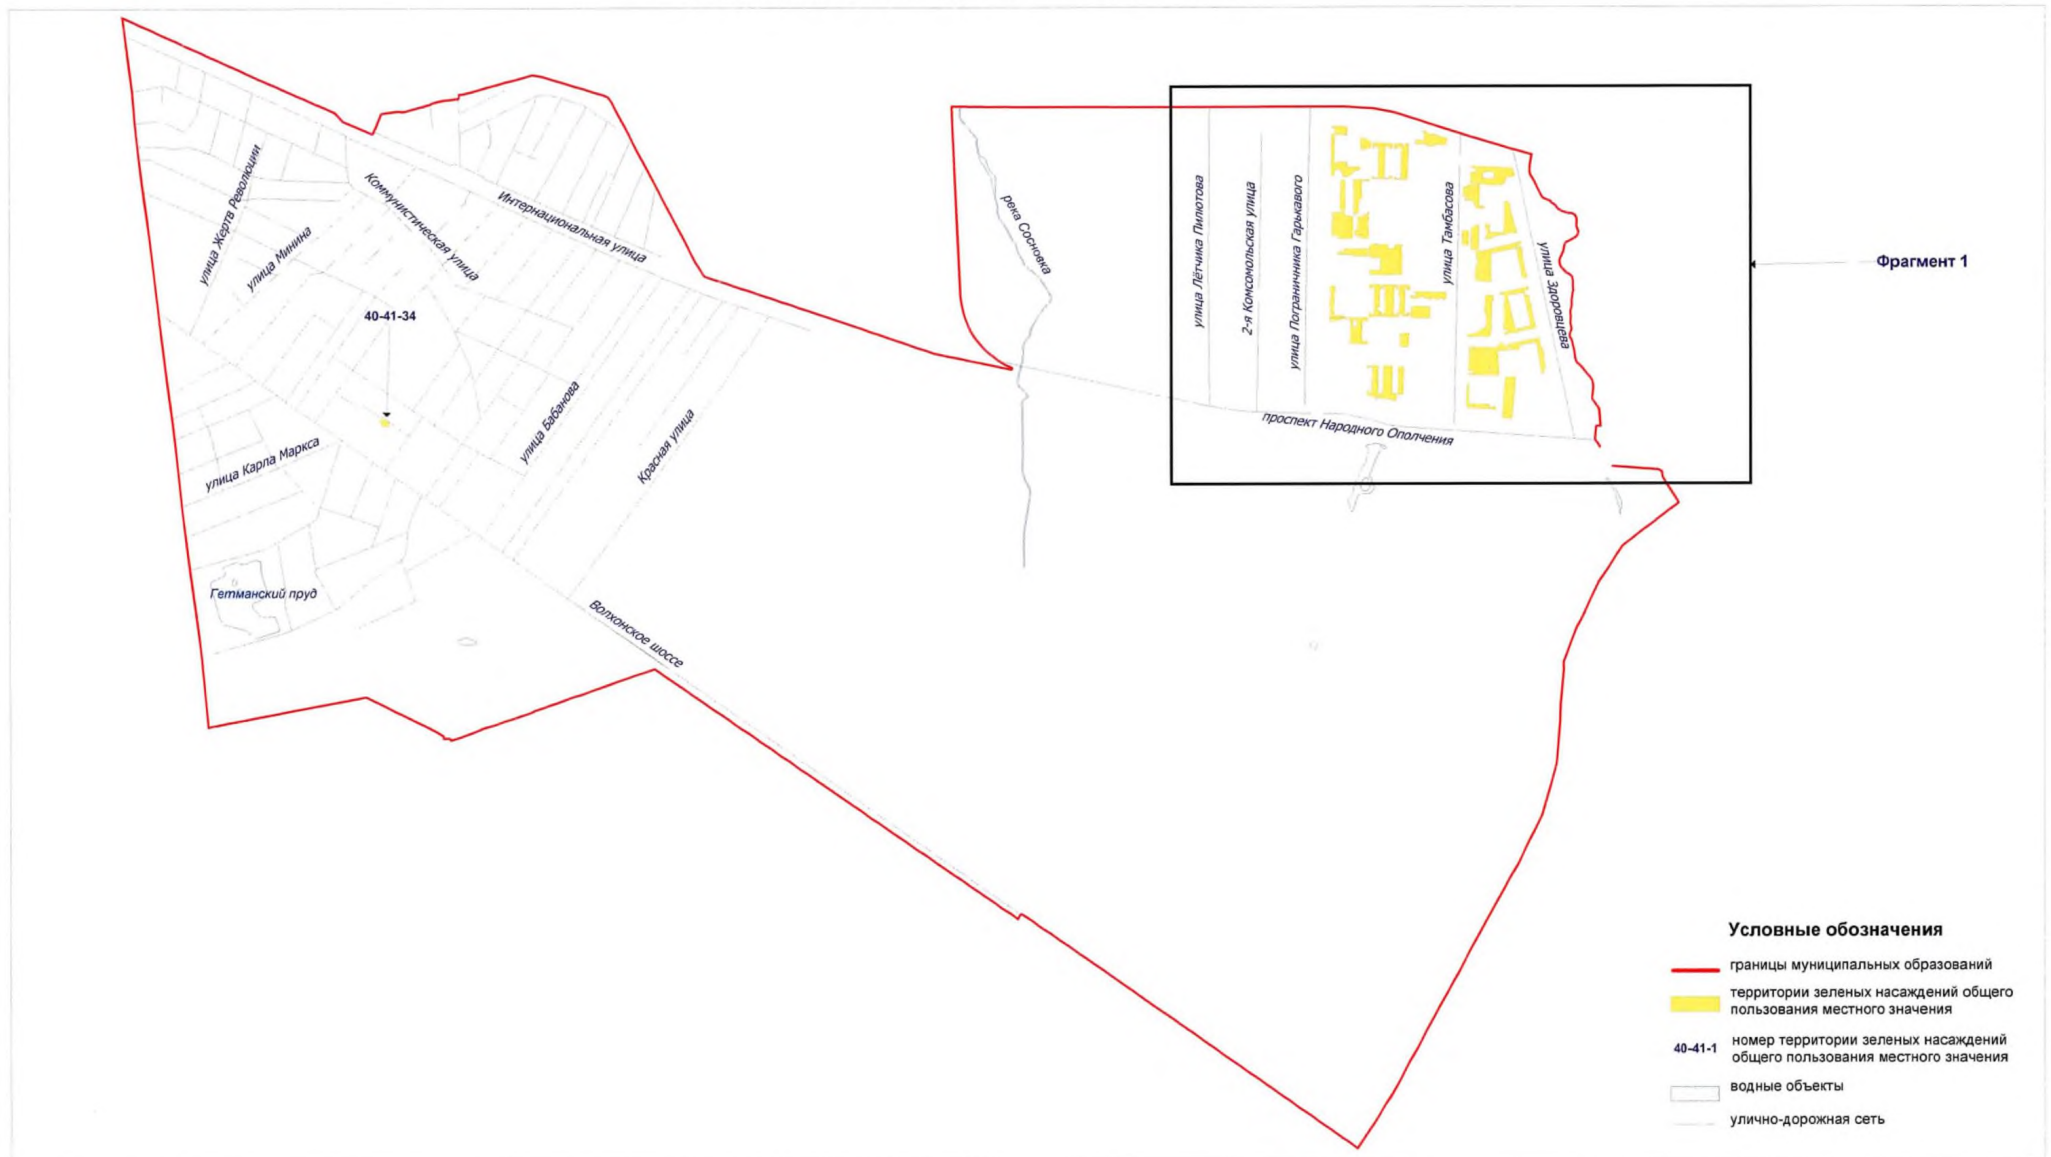 улица Жертв Революции
улица Минина
Коммунистическая улица
Интернациональная улица
40-41-34
улица Бабанова
Красная улица
улица Карла Маркса
Гетманский пруд
Волхонское шоссе
река Сосновка
улица Лётчика Пилютова
2-я Комсомольская улица
улица Пограничника Гарькавого
улица Тамбасова
улица Здоровцева
проспект Народного Ополчения
Фрагмент 1
Условные обозначения
границы муниципальных образований
территории зеленых насаждений общего
пользования местного значения
40-41-1
номер территории зеленых насаждений
общего пользования местного значения
водные объекты
улично-дорожная сеть